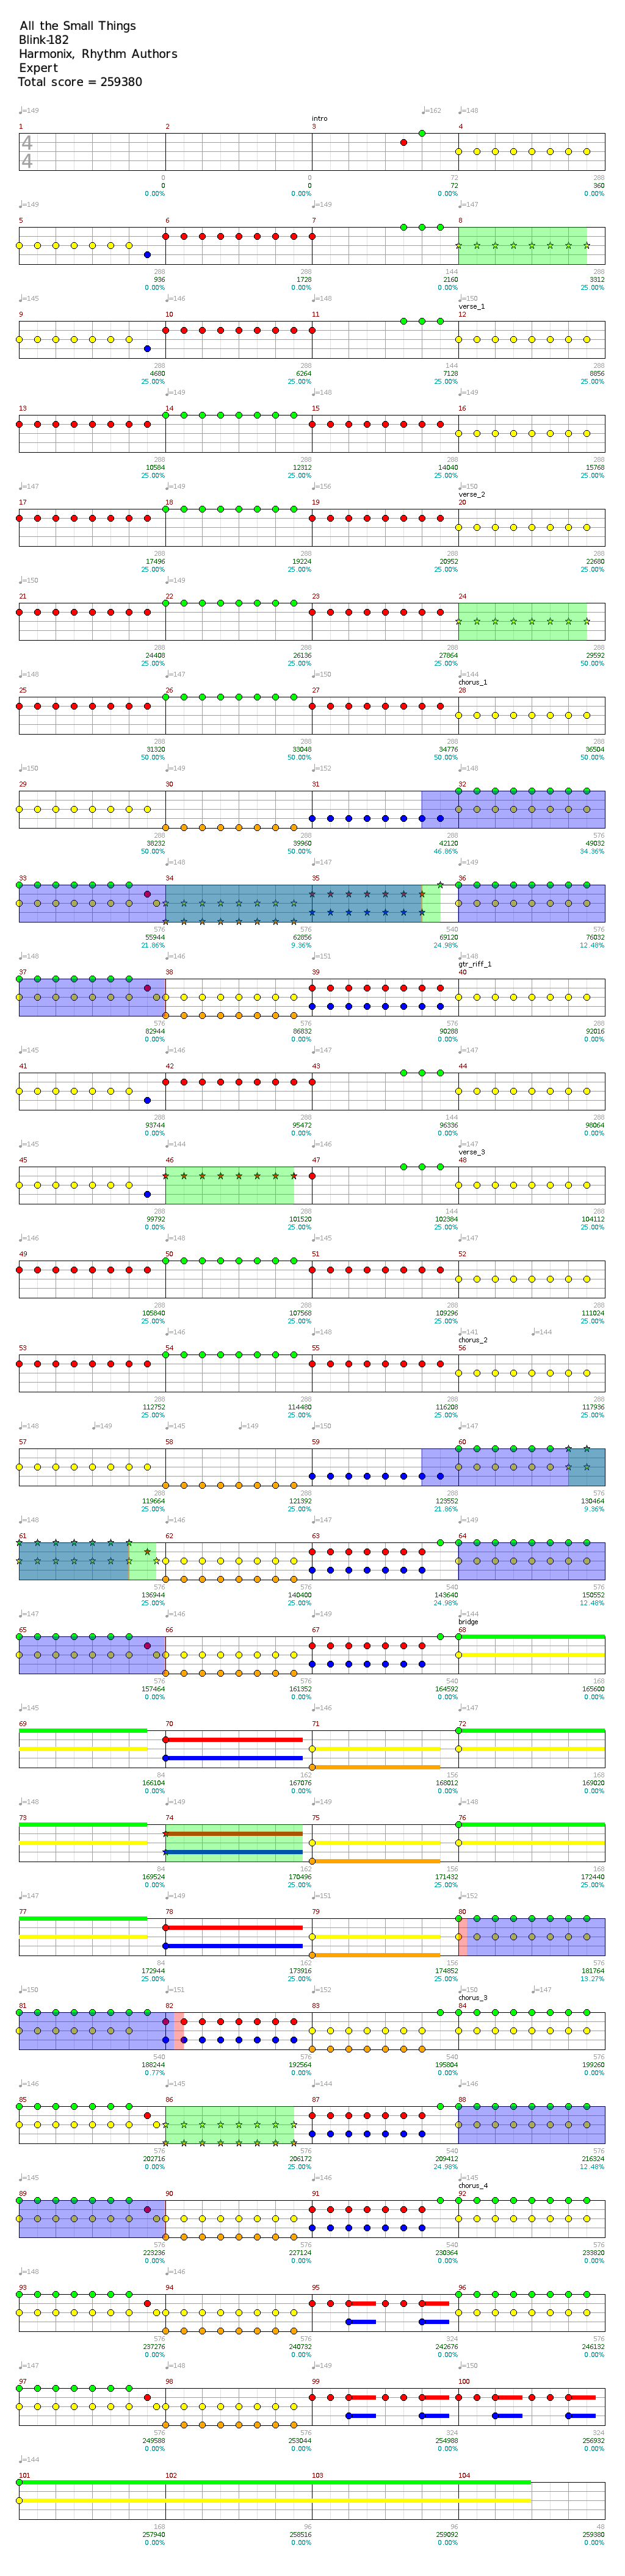 All the Small Things
Blink-182
Harmonix, Rhythm Authors
Expert
Total score = 259380
♩=149 ♩=162 ♩=148
intro
1 2 3 4
4
4
0 0 72 288
0 0 72 360
0.00% 0.00% 0.00% 0.00%
♩=149 ♩=149 ♩=147
5 6 7 8
288 288 144 288
936 1728 2160 3312
0.00% 0.00% 0.00% 25.00%
♩=145 ♩=146 ♩=148 ♩=150
verse_1
9 10 11 12
288 288 144 288
4680 6264 7128 8856
25.00% 25.00% 25.00% 25.00%
♩=149 ♩=148 ♩=149
13 14 15 16
288 288 288 288
10584 12312 14040 15768
25.00% 25.00% 25.00% 25.00%
♩=147 ♩=149 ♩=156 ♩=150
verse_2
17 18 19 20
288 288 288 288
17496 19224 20952 22680
25.00% 25.00% 25.00% 25.00%
♩=150 ♩=149
21 22 23 24
288 288 288 288
24408 26136 27864 29592
25.00% 25.00% 25.00% 50.00%
♩=148 ♩=147 ♩=150 ♩=144
chorus_1
25 26 27 28
288 288 288 288
31320 33048 34776 36504
50.00% 50.00% 50.00% 50.00%
♩=150 ♩=149 ♩=152 ♩=148
29 30 31 32
288 288 288 576
38232 39960 42120 49032
50.00% 50.00% 46.86% 34.36%
♩=148 ♩=147 ♩=149
33 34 35 36
576 576 540 576
55944 62856 69120 76032
21.86% 9.36% 24.98% 12.48%
♩=148 ♩=146 ♩=151 ♩=148
gtr_riff_1
37 38 39 40
576 576 576 288
82944 86832 90288 92016
0.00% 0.00% 0.00% 0.00%
♩=145 ♩=146 ♩=147 ♩=147
41 42 43 44
288 288 144 288
93744 95472 96336 98064
0.00% 0.00% 0.00% 0.00%
♩=145 ♩=144 ♩=147 ♩=147
verse_3
45 46 47 48
288 288 144 288
99792 101520 102384 104112
0.00% 25.00% 25.00% 25.00%
♩=146 ♩=148 ♩=145 ♩=147
49 50 51 52
288 288 288 288
105840 107568 109296 111024
25.00% 25.00% 25.00% 25.00%
♩=146 ♩=148 ♩=141 ♩=144
chorus_2
53 54 55 56
288 288 288 288
112752 114480 116208 117936
25.00% 25.00% 25.00% 25.00%
♩=148 ♩=149 ♩=145 ♩=149 ♩=150 ♩=147
57 58 59 60
288 288 288 576
119664 121392 123552 130464
25.00% 25.00% 21.86% 9.36%
♩=148 ♩=146 ♩=147 ♩=148
61 62 63 64
576 576 540 576
136944 140400 143640 150552
25.00% 25.00% 24.98% 12.48%
♩=147 ♩=146 ♩=149 ♩=144
bridge
65 66 67 68
576 576 540 168
157464 161352 164592 165600
0.00% 0.00% 0.00% 0.00%
♩=145 ♩=149 ♩=146 ♩=147
69 70 71 72
84 162 156 168
166104 167076 168012 169020
0.00% 0.00% 0.00% 0.00%
♩=148 ♩=149 ♩=149 ♩=148
73 74 75 76
84 162 156 168
169524 170496 171432 172440
0.00% 25.00% 25.00% 25.00%
♩=147 ♩=149 ♩=151 ♩=152
77 78 79 80
84 162 156 576
172944 173916 174852 181764
25.00% 25.00% 25.00% 13.27%
♩=150 ♩=151 ♩=152 ♩=150 ♩=147
chorus_3
81 82 83 84
540 576 540 576
188244 192564 195804 199260
0.77% 0.00% 0.00% 0.00%
♩=146 ♩=145 ♩=144 ♩=146
85 86 87 88
576 576 540 576
202716 206172 209412 216324
0.00% 25.00% 24.98% 12.48%
♩=145 ♩=146 ♩=145
chorus_4
89 90 91 92
576 576 540 576
223236 227124 230364 233820
0.00% 0.00% 0.00% 0.00%
♩=148 ♩=146
93 94 95 96
576 576 324 576
237276 240732 242676 246132
0.00% 0.00% 0.00% 0.00%
♩=147 ♩=148 ♩=150
97 98 99 100
576 576 324 324
249588 253044 254988 256932
0.00% 0.00% 0.00% 0.00%
♩=144
101 102 103 104
168 96 96 48
257940 258516 259092 259380
0.00% 0.00% 0.00% 0.00%